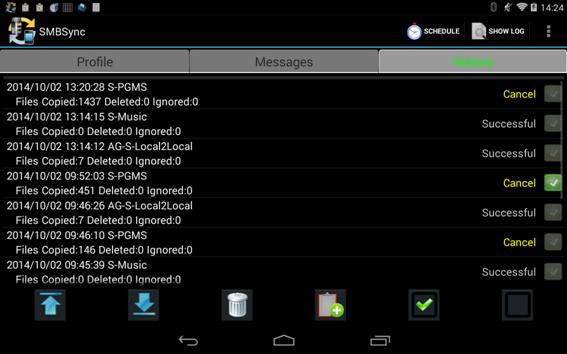 14:24
SMBSync
SCHEDULE
SHOW LOG
Profile
Messages
History
2014/10/02 13:20:28 S-PGMS
Files Copied:1437 Deleted:0 Ignored:0
Cancel
2014/10/02 13:14:15 S-Music
Files Copied:0 Deleted:0 Ignored:0
Successful
2014/10/02 13:14:12 AG-S-Local2Local
Files Copied:7 Deleted:0 Ignored:0
Successful
2014/10/02 09:52:03 S-PGMS
Files Copied:451 Deleted:0 Ignored:0
Cancel
2014/10/02 09:46:26 AG-S-Local2Local
Files Copied:7 Deleted:0 Ignored:0
Successful
2014/10/02 09:46:10 S-PGMS
Files Copied:146 Deleted:0 Ignored:0
Cancel
2014/10/02 09:45:39 S-Music
Files Copied:0 Deleted:0 Ignored:0
Successful